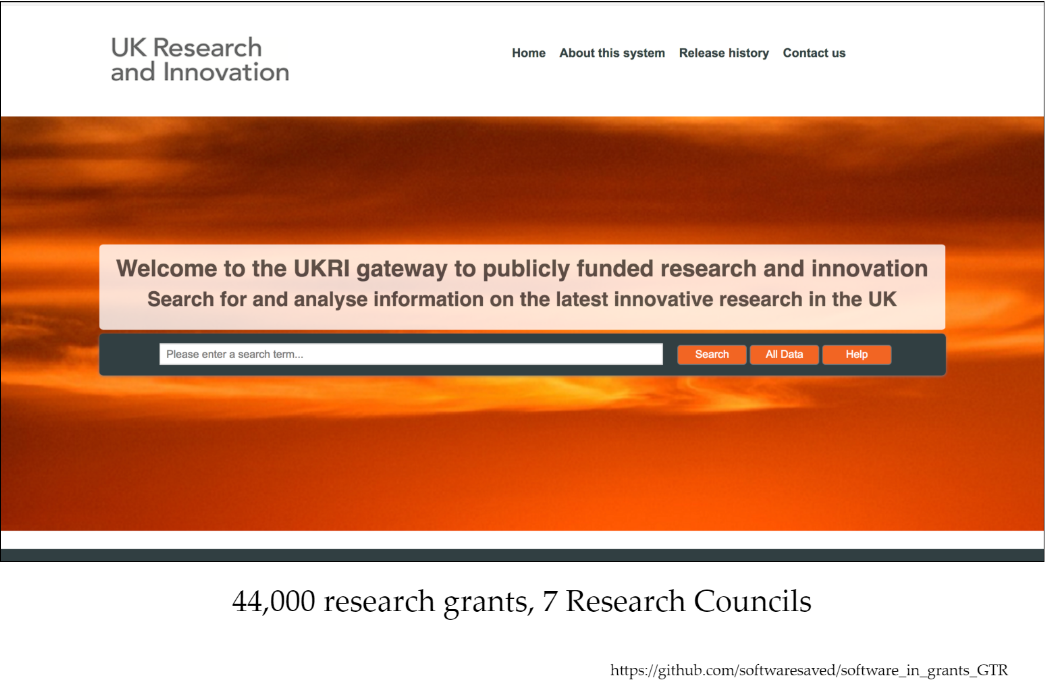 UK Research
and Innovation
Home About this system Release history Contact us
Welcome to the UKRI gateway to publicly funded research and innovation
Search for and analyse information on the latest innovative research in the UK
Please enter a search term...
Search All Data Help
44,000 research grants, 7 Research Councils
https://github.com/softwaresaved/software_in_grants_GTR